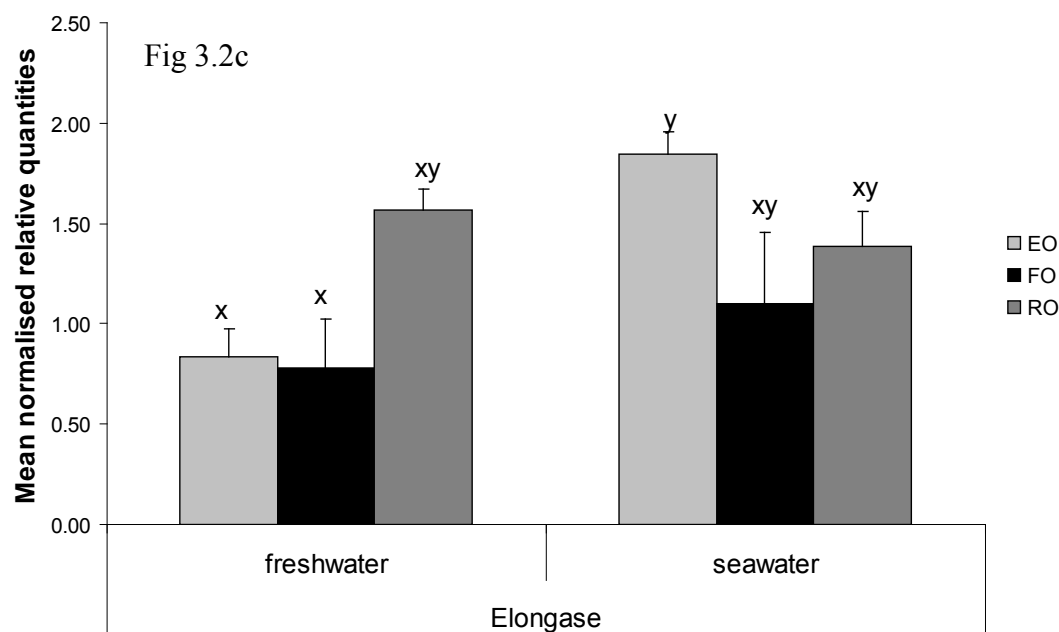 2.50
Fig 3.2c
Mean normalised relative quantities
2.00
1.50
1.00
0.50
0.00
x
x
xy
y
xy
xy
EO
FO
RO
freshwater
seawater
Elongase